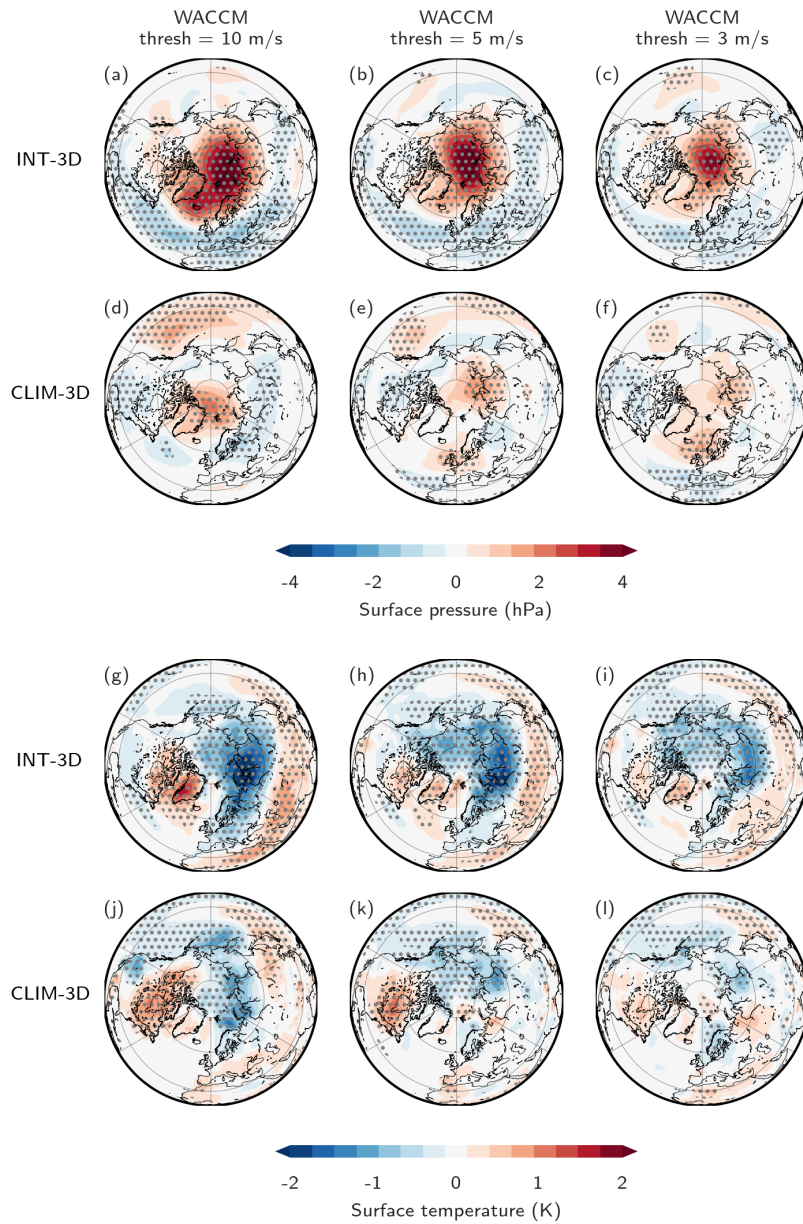 WACCM
thresh = 10 m/s
WACCM
thresh = 5 m/s
WACCM
thresh = 3 m/s
(a)
(b)
(c)
INT-3D
(d)
(e)
(f)
CLIM-3D
-4
-2
0
2
4
Surface pressure (hPa)
(g)
(h)
(i)
INT-3D
(j)
(k)
(l)
CLIM-3D
-2
-1
0
1
2
Surface temperature (K)